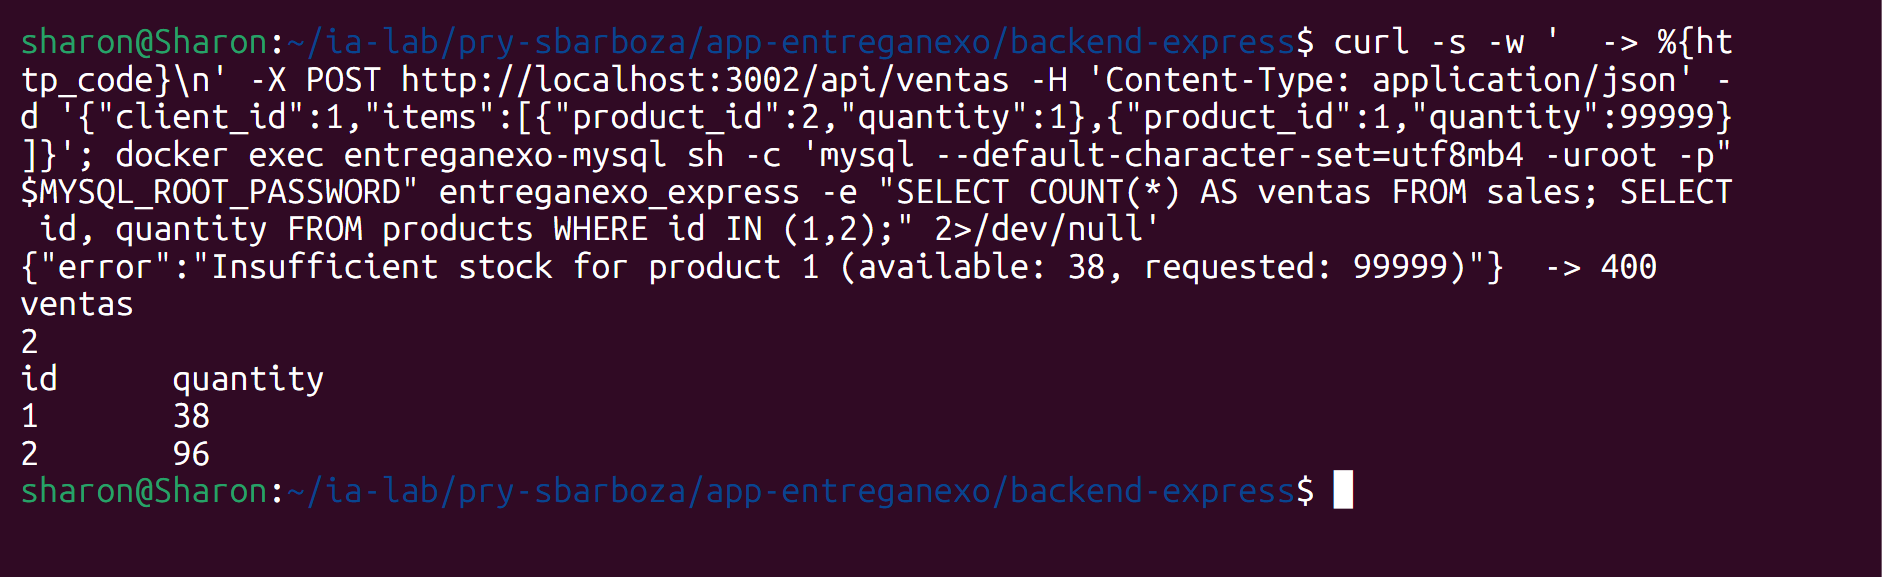 sharon@Sharon:~/ia-lab/pry-sbarboza/app-entreganexo/backend-express$ curl -s -w '  -> %{ht
tp_code}\n' -X POST http://localhost:3002/api/ventas -H 'Content-Type: application/json' -
d '{"client_id":1,"items":[{"product_id":2,"quantity":1},{"product_id":1,"quantity":99999}
]}'; docker exec entreganexo-mysql sh -c 'mysql --default-character-set=utf8mb4 -uroot -p"
$MYSQL_ROOT_PASSWORD" entreganexo_express -e "SELECT COUNT(*) AS ventas FROM sales; SELECT
 id, quantity FROM products WHERE id IN (1,2);" 2>/dev/null'
{"error":"Insufficient stock for product 1 (available: 38, requested: 99999)"}  -> 400
ventas
2
id      quantity
1       38
2       96
sharon@Sharon:~/ia-lab/pry-sbarboza/app-entreganexo/backend-express$